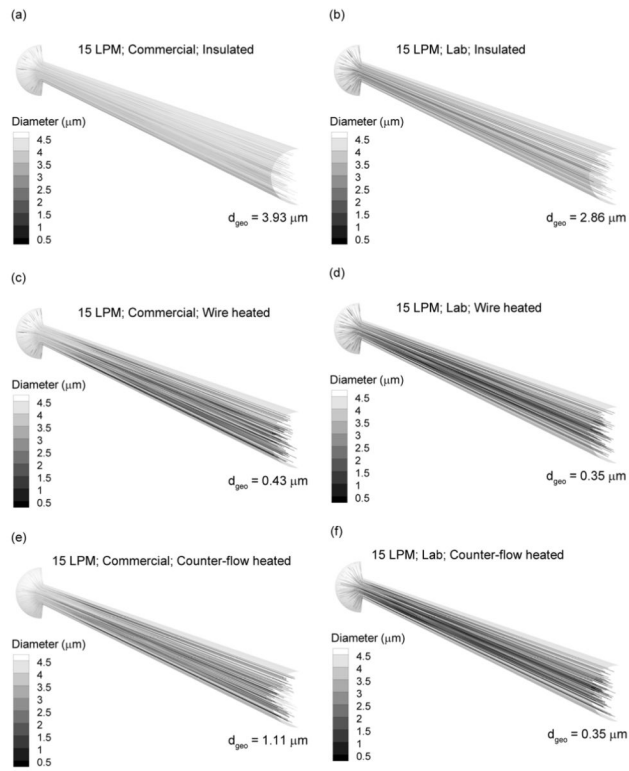 (a)
15 LPM; Commercial; Insulated
Diameter (μm)
4.5
4
3.5
3
2.5
2
1.5
1
0.5
d_geo = 3.93 μm
(b)
15 LPM; Lab; Insulated
Diameter (μm)
4.5
4
3.5
3
2.5
2
1.5
1
0.5
d_geo = 2.86 μm
(c)
15 LPM; Commercial; Wire heated
Diameter (μm)
4.5
4
3.5
3
2.5
2
1.5
1
0.5
d_geo = 0.43 μm
(d)
15 LPM; Lab; Wire heated
Diameter (μm)
4.5
4
3.5
3
2.5
2
1.5
1
0.5
d_geo = 0.35 μm
(e)
15 LPM; Commercial; Counter-flow heated
Diameter (μm)
4.5
4
3.5
3
2.5
2
1.5
1
0.5
d_geo = 1.11 μm
(f)
15 LPM; Lab; Counter-flow heated
Diameter (μm)
4.5
4
3.5
3
2.5
2
1.5
1
0.5
d_geo = 0.35 μm